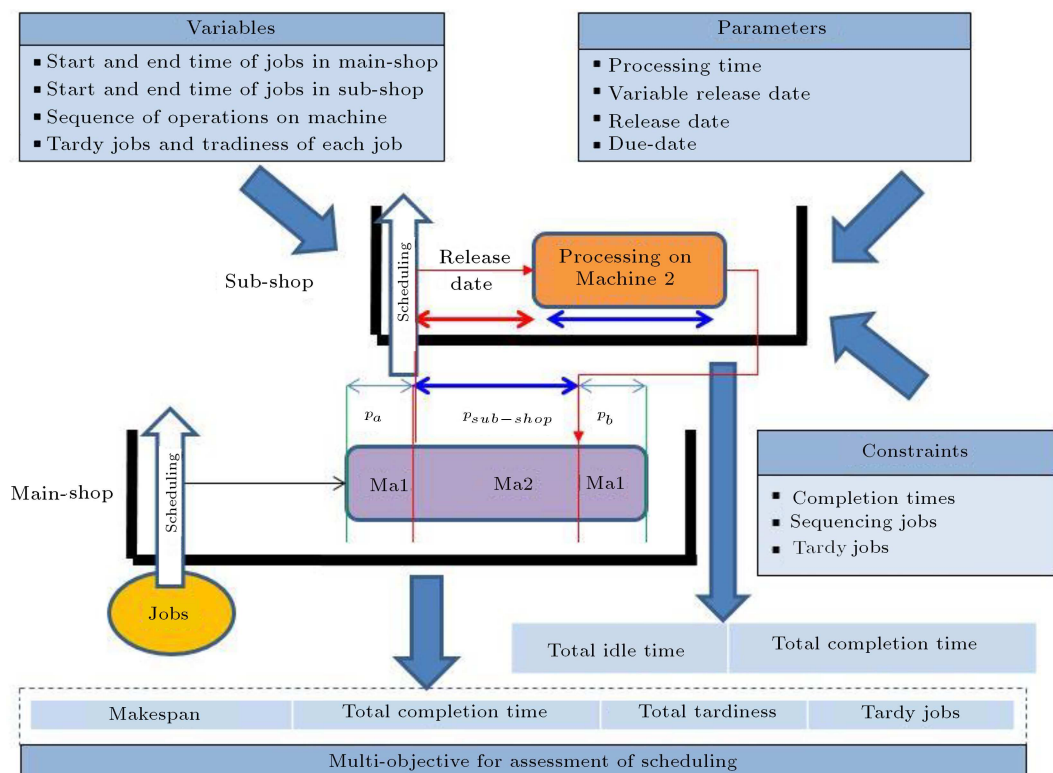 Variables
▪ Start and end time of jobs in main-shop
▪ Start and end time of jobs in sub-shop
▪ Sequence of operations on machine
▪ Tardy jobs and tradiness of each job
Parameters
▪ Processing time
▪ Variable release date
▪ Release date
▪ Due-date
Sub-shop
Scheduling
Release
date
Processing on
Machine 2
p_a
p_{sub-shop}
p_b
Main-shop
Scheduling
Ma1
Ma2
Ma1
Jobs
Constraints
▪ Completion times
▪ Sequencing jobs
▪ Tardy jobs
Total idle time
Total completion time
Makespan
Total completion time
Total tardiness
Tardy jobs
Multi-objective for assessment of scheduling